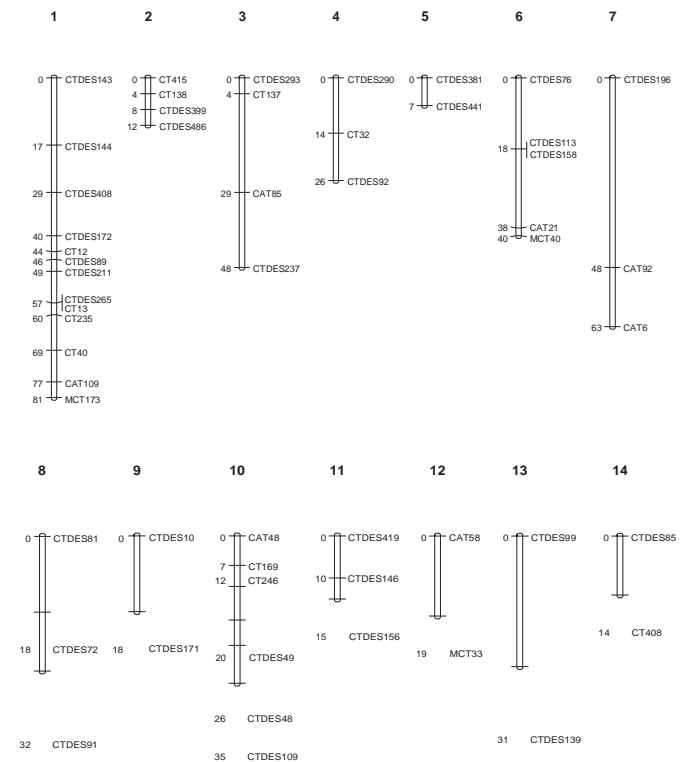 1 2 3 4 5 6 7
0 CTDES143 0 CT415 0 CTDES293 0 CTDES290 0 CTDES381 0 CTDES76 0 CTDES196
4 CT138 4 CT137
8 CTDES399 7 CTDES441
12 CTDES486
14 CT32
17 CTDES144 18 CTDES113
CTDES158
26 CTDES92
29 CTDES408 29 CAT85
38 CAT21
40 CTDES172 40 MCT40
44 CT12
46 CTDES89
49 CTDES211 48 CTDES237 48 CAT92
57 CTDES265
CT13
60 CT235
63 CAT6
69 CT40
77 CAT109
81 MCT173
8 9 10 11 12 13 14
0 CTDES81 0 CTDES10 0 CAT48 0 CTDES419 0 CAT58 0 CTDES99 0 CTDES85
7 CT169
12 CT246 10 CTDES146
14 CT408
15 CTDES156
18 CTDES72 18 CTDES171 20 CTDES49 19 MCT33
26 CTDES48
32 CTDES91 31 CTDES139
35 CTDES109